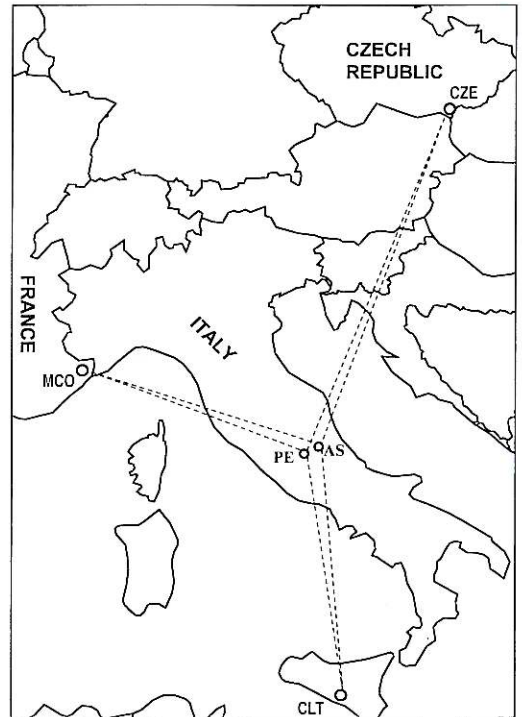 CZECH
REPUBLIC
CZE
FRANCE
ITALY
MCO
PE
AS
CLT